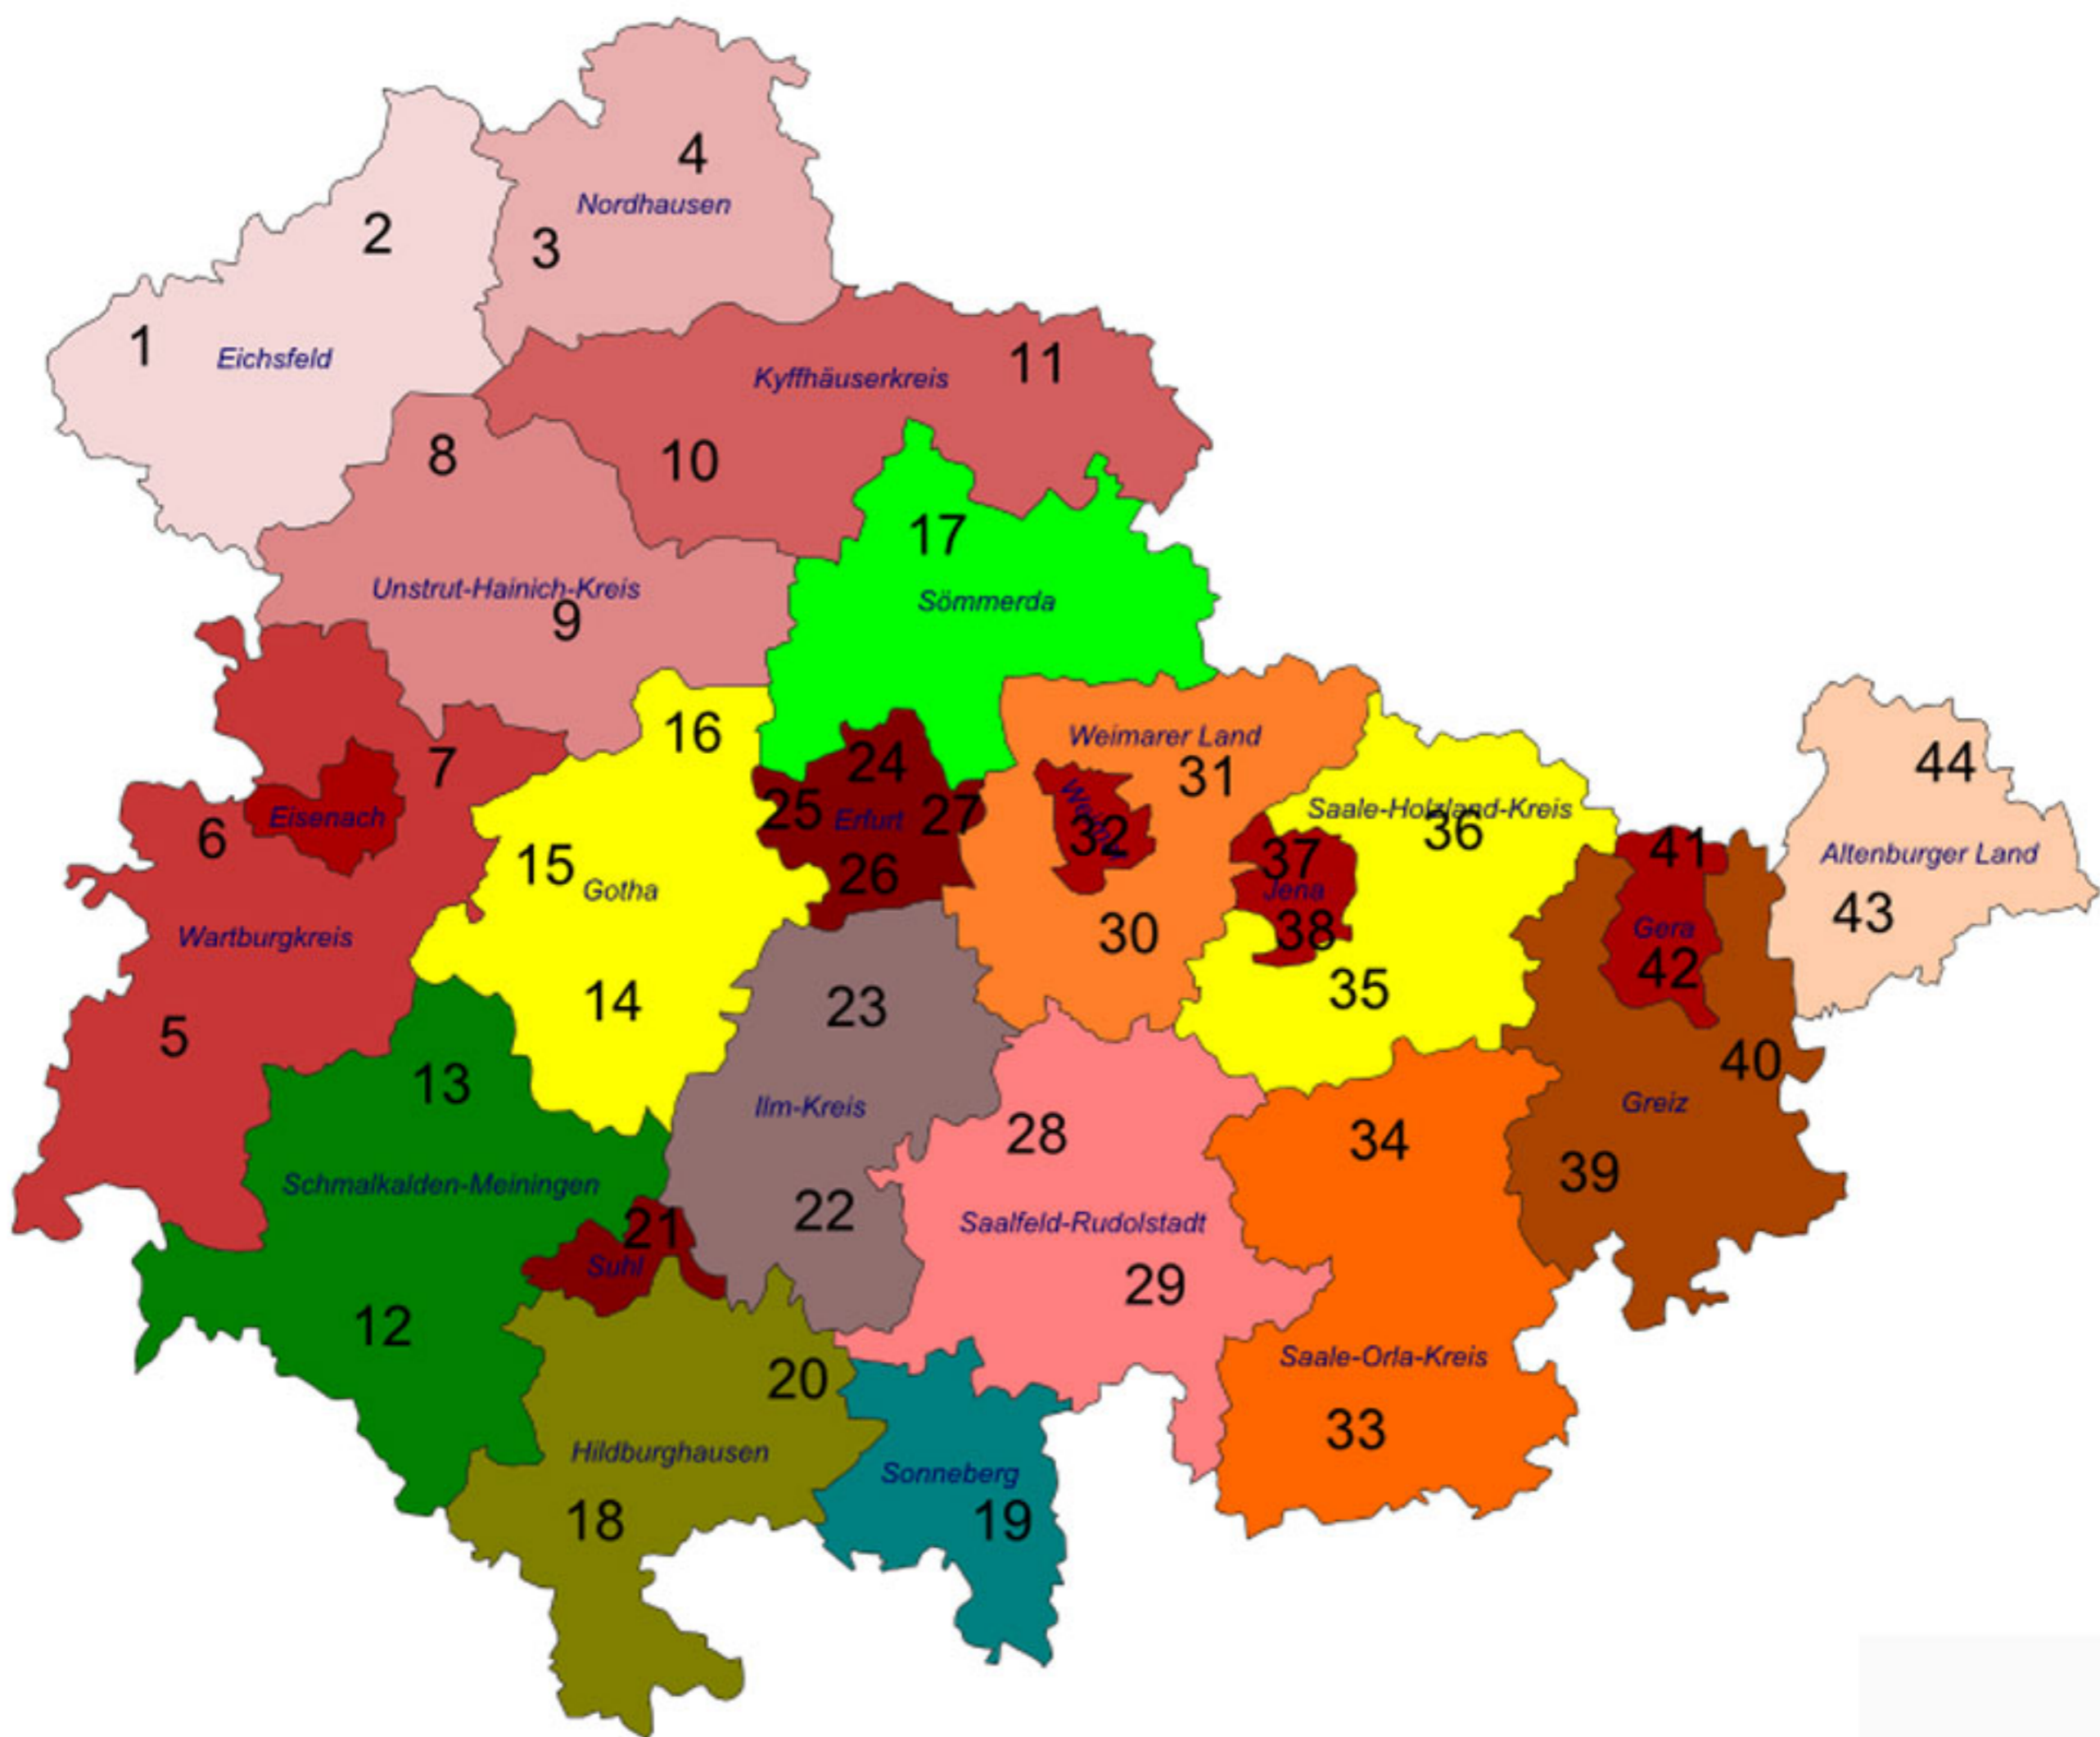 4
Nordhausen
2
3
1
Eichsfeld
11
Kyffhäuserkreis
8
10
17
Unstrut-Hainich-Kreis
9
Sömmerda
16
7
24
Weimarer Land
31
44
6
Eisenach
25
Erfurt
27
32
Saale-Holzland-Kreis
36
37
41
Altenburger Land
15
Gotha
26
Jena
43
Wartburgkreis
30
38
Gera
42
5
14
23
35
40
13
Ilm-Kreis
28
34
Greiz
39
Schmalkalden-Meiningen
21
22
Saalfeld-Rudolstadt
Suhl
29
12
20
Saale-Orla-Kreis
33
Hildburghausen
Sonneberg
18
19